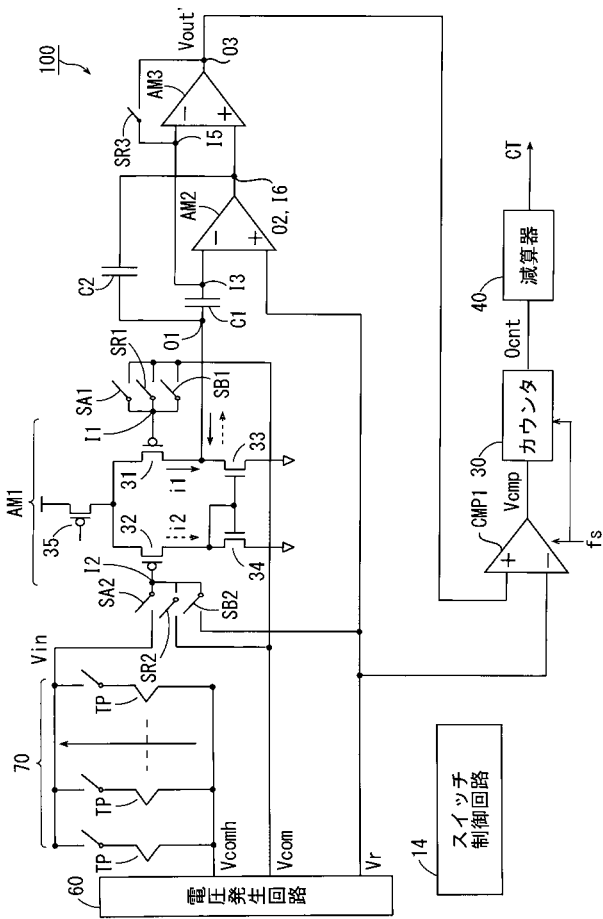 100
AM1
35
32
31
i2
i1
34
33
I2
SA2
SR2
SB2
I1
SA1
SR1
SB1
O1
C1
C2
I3
AM2
−
+
O2, I6
SR3
AM3
−
+
I5
O3
Vout'
Vin
70
TP
TP
TP
60
電圧発生回路
Vcomh
Vcom
Vr
14
スイッチ
制御回路
CMP1
+
−
fs
Vcmp
30
カウンタ
Ocnt
40
減算器
CT